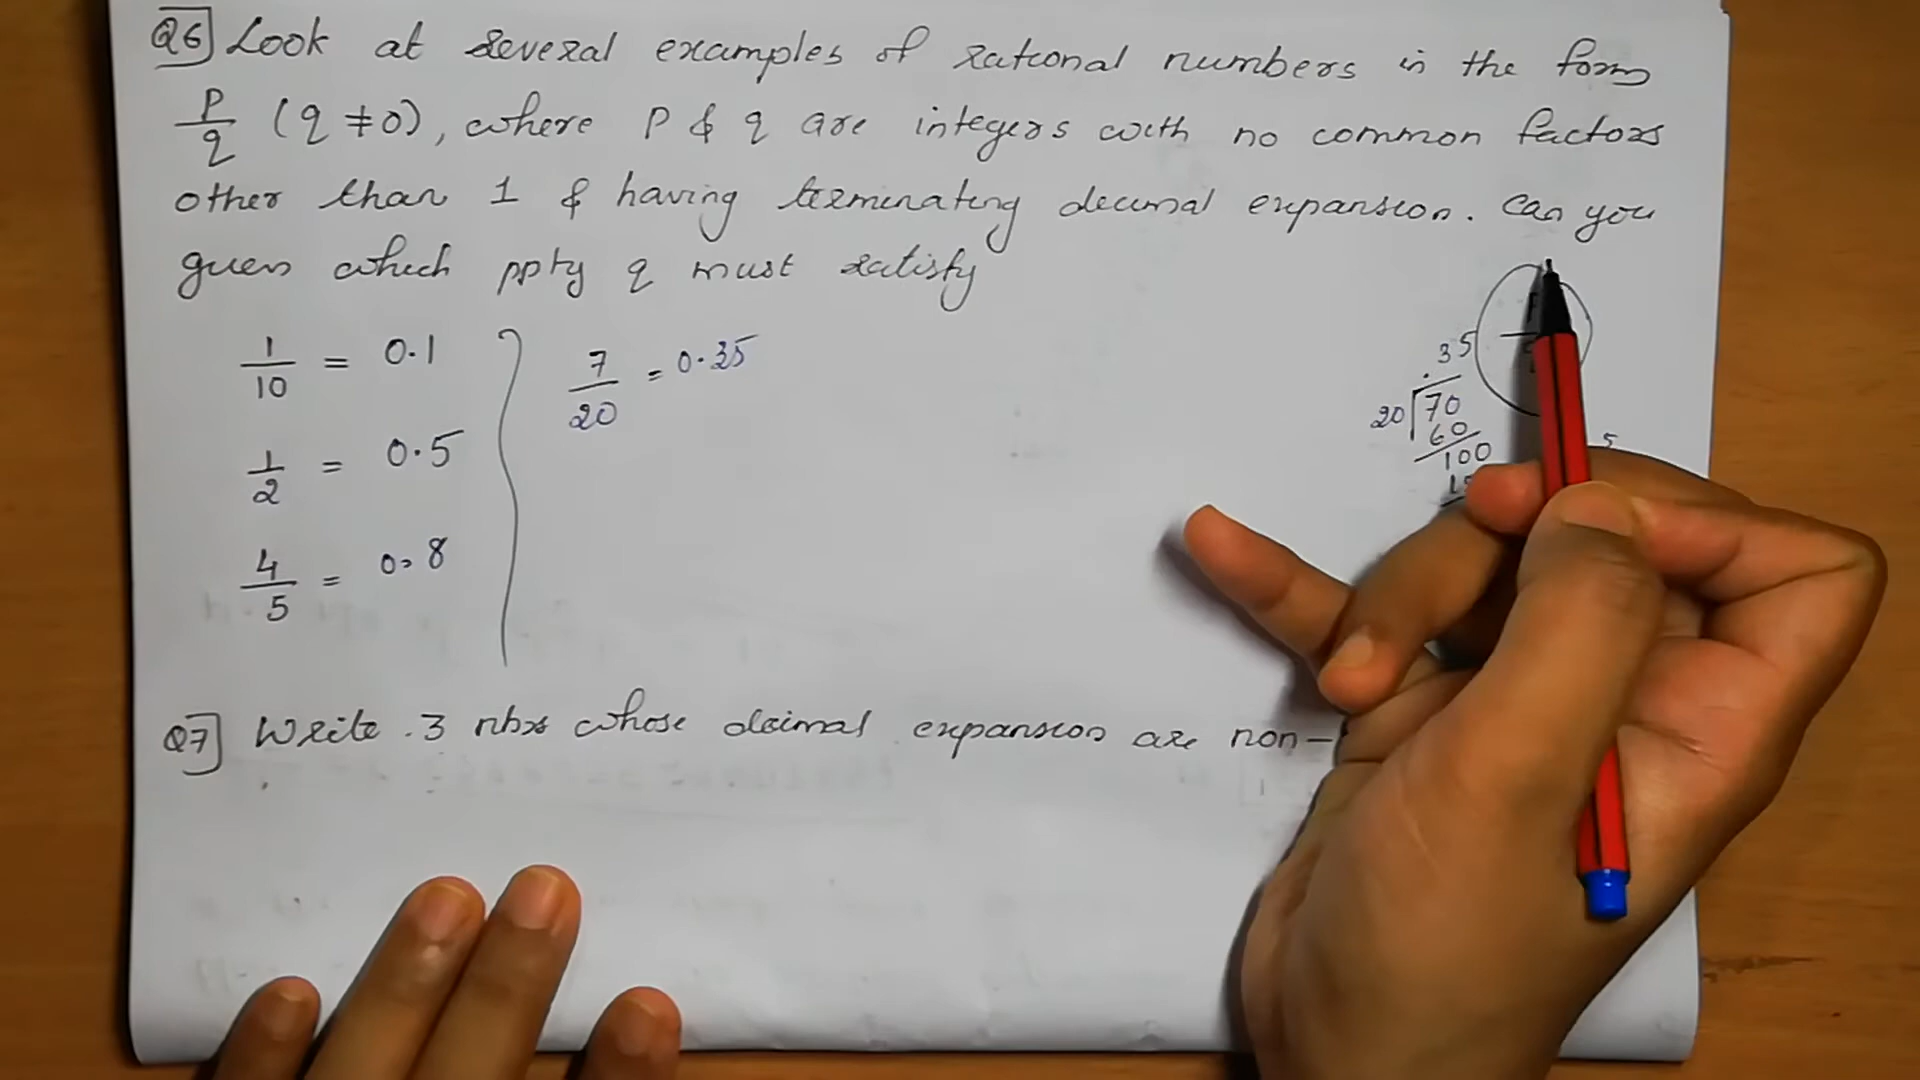 Q6 Look at several examples of rational numbers in the form
p/q (q ≠ 0), where P & q are integers with no common factors
other than 1 & having terminating decimal expansion. Can you
guess which ppty q must satisfy
1/10 = 0.1
1/2 = 0.5
4/5 = 0.8
7/20 = 0.35
.35
20 70
60
100
5
Q7 Write 3 nbrs whose decimal expansion are non-